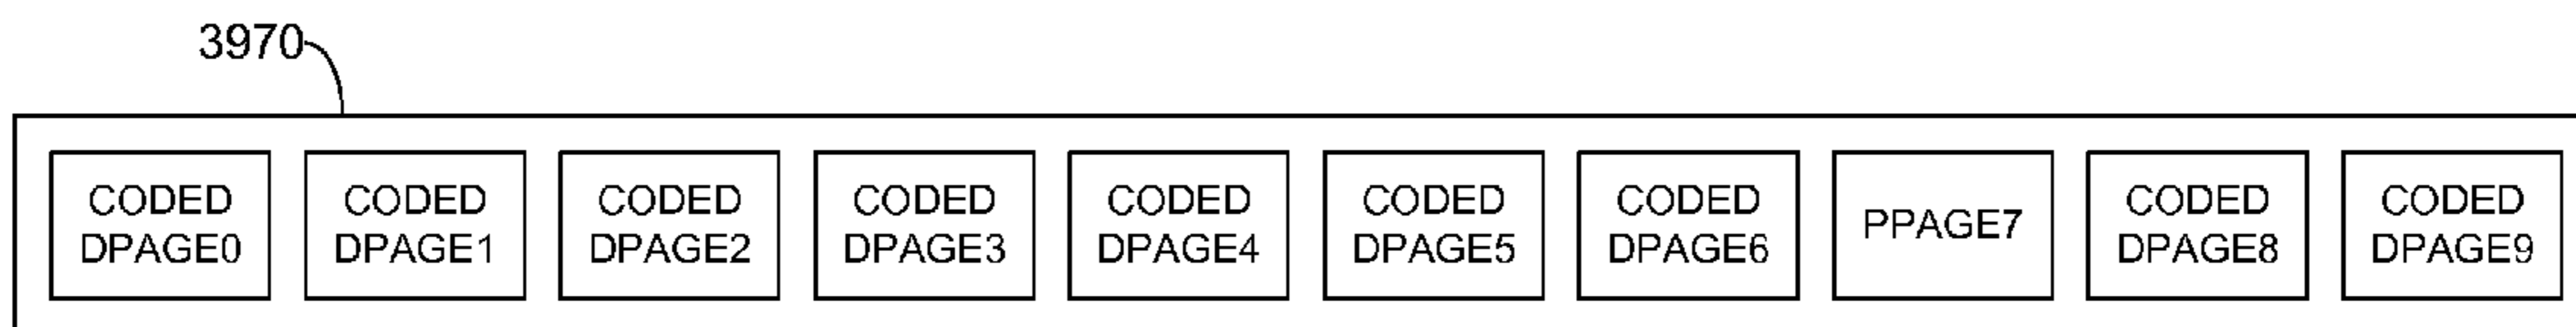 3970
CODED CODED CODED CODED CODED CODED CODED PPAGE7 CODED CODED
DPAGE0 DPAGE1 DPAGE2 DPAGE3 DPAGE4 DPAGE5 DPAGE6 DPAGE8 DPAGE9